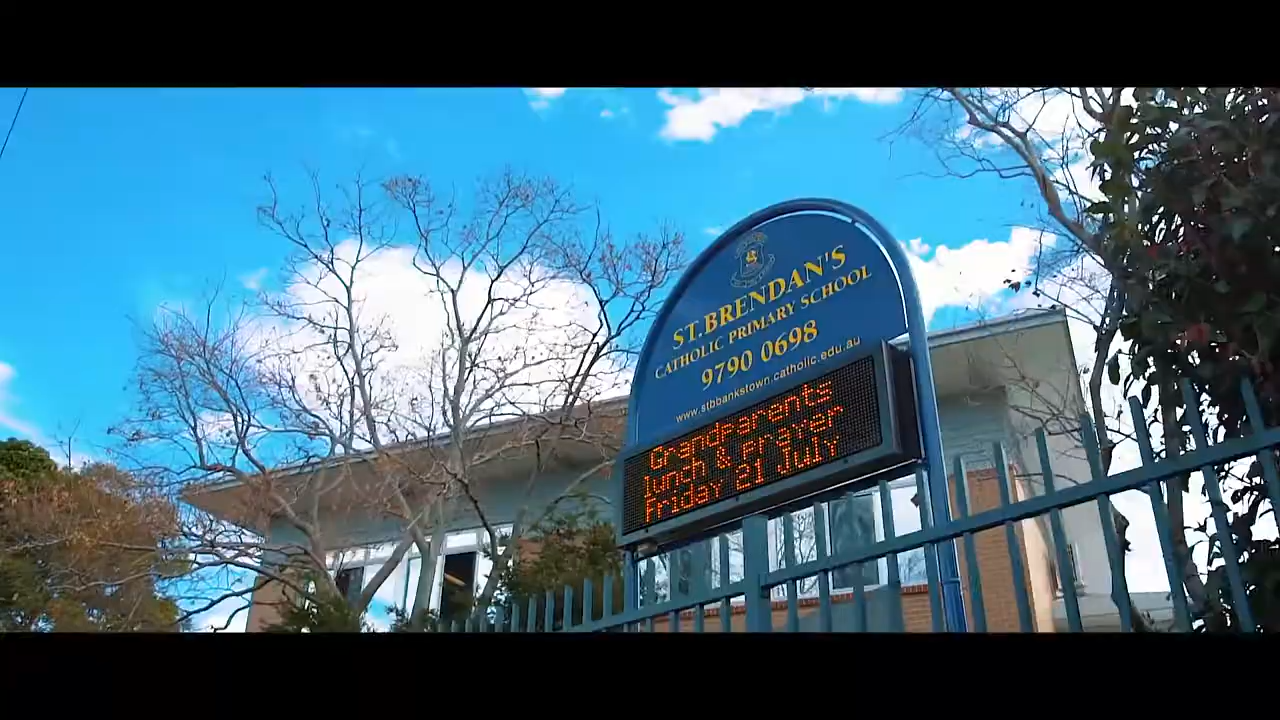 ST.BRENDAN'S
CATHOLIC PRIMARY SCHOOL
9790 0698
www.stbbankstown.catholic.edu.au
Grandparents
lunch & Prayer
Friday 21 July